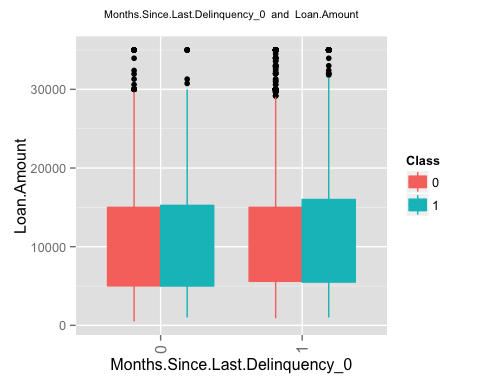 Months.Since.Last.Delinquency_0 and Loan.Amount
Loan.Amount
30000
20000
10000
0
0
1
Months.Since.Last.Delinquency_0
Class
0
1